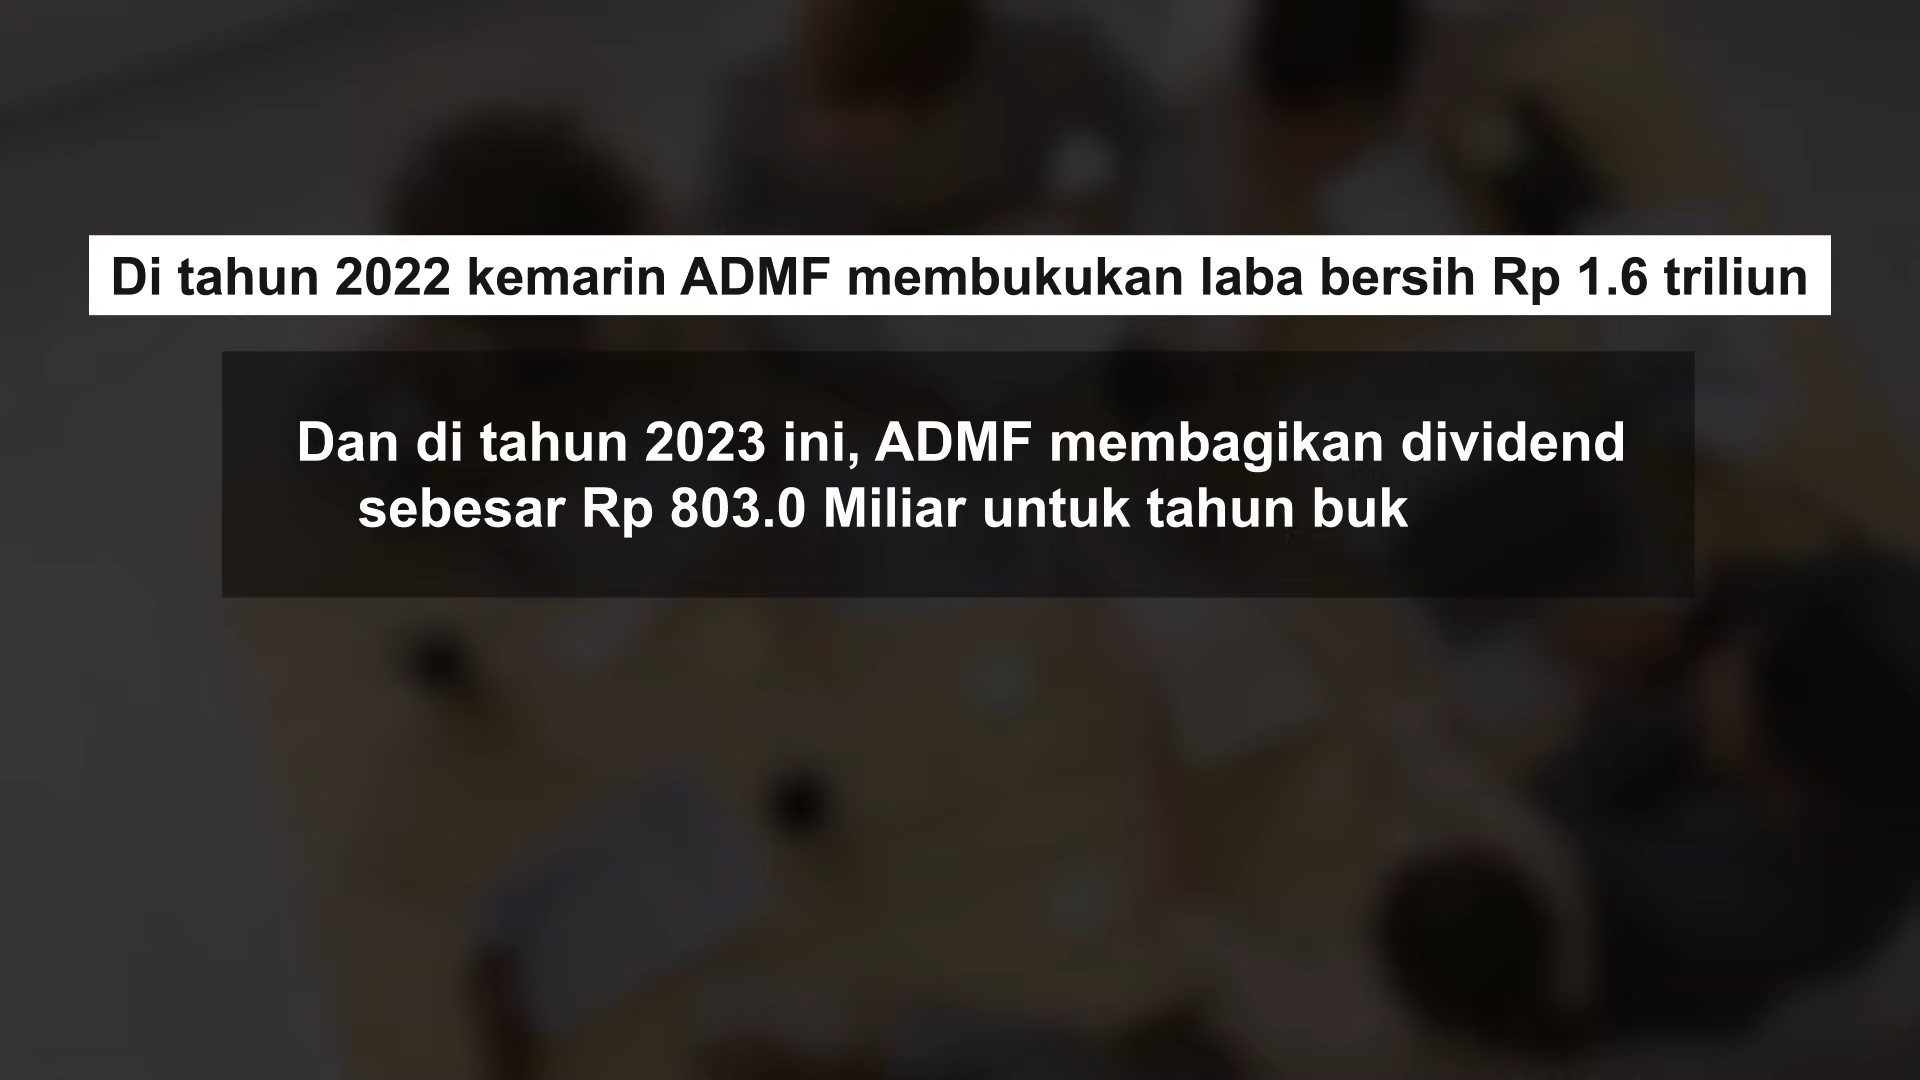 Di tahun 2022 kemarin ADMF membukukan laba bersih Rp 1.6 triliun
Dan di tahun 2023 ini, ADMF membagikan dividend
sebesar Rp 803.0 Miliar untuk tahun buk